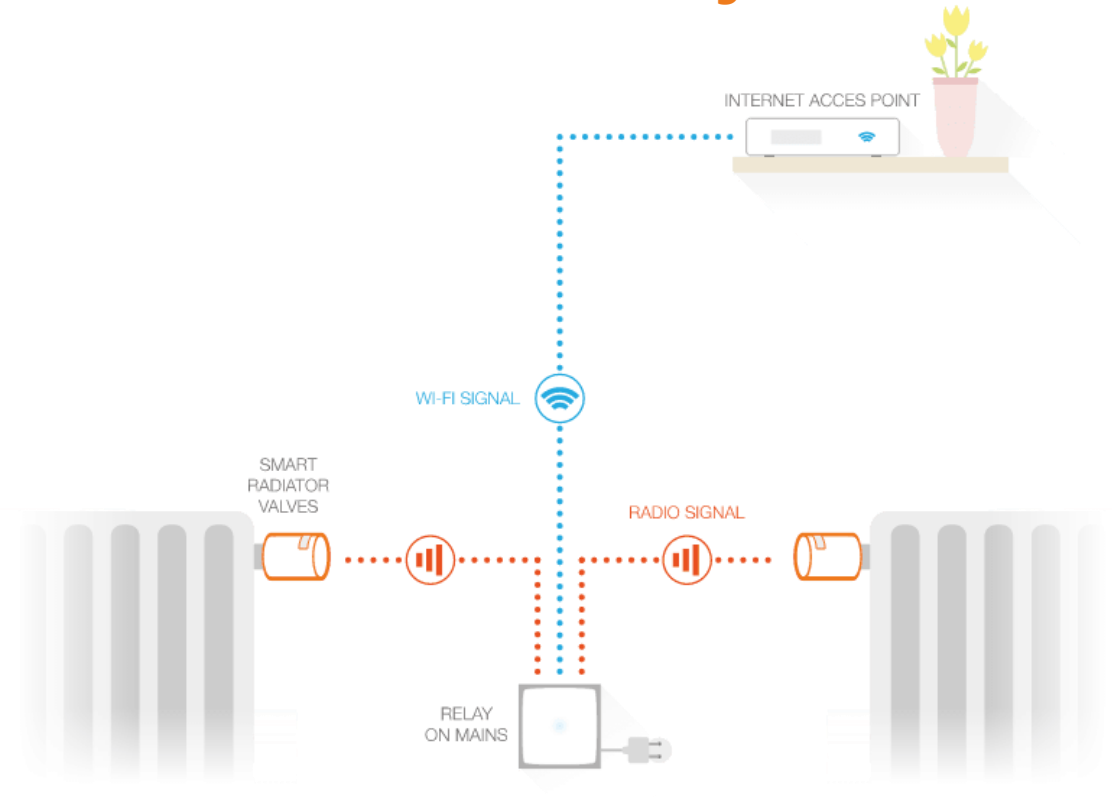 INTERNET ACCES POINT
WI-FI SIGNAL
SMART
RADIATOR
VALVES
RADIO SIGNAL
RELAY
ON MAINS